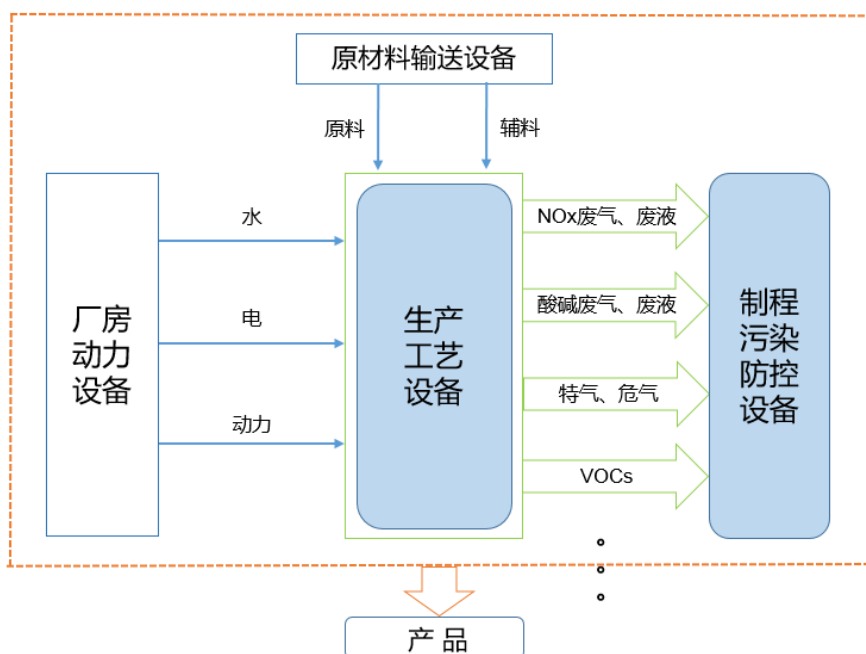 原材料输送设备
原料
辅料
厂房
动力
设备
水
电
动力
生产
工艺
设备
NOx废气、废液
酸碱废气、废液
特气、危气
VOCs
制程
污染
防控
设备
产品